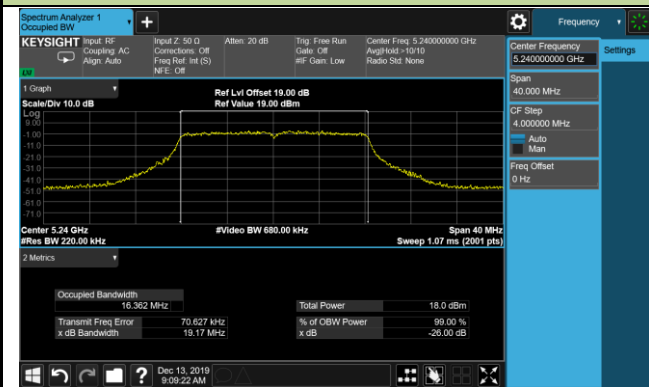 Spectrum Analyzer 1
Occupied BW
+
Frequency
KEYSIGHT
Input: RF
Coupling: AC
Align: Auto
Input Z: 50 Ω
Corrections: Off
Freq Ref: Int (S)
NFE: Off
Atten: 20 dB
Trig: Free Run
Gate: Off
#IF Gain: Low
Center Freq: 5.240000000 GHz
Avg|Hold:>10/10
Radio Std: None
Center Frequency
5.240000000 GHz
Settings
Span
40.000 MHz
CF Step
4.000000 MHz
Auto
Man
Freq Offset
0 Hz
1 Graph
Scale/Div 10.0 dB
Ref Lvl Offset 19.00 dB
Ref Value 19.00 dBm
Log
9.00
-1.00
-11.0
-21.0
-31.0
-41.0
-51.0
-61.0
-71.0
Center 5.24 GHz
#Video BW 680.00 kHz
Span 40 MHz
#Res BW 220.00 kHz
Sweep 1.07 ms (2001 pts)
2 Metrics
Occupied Bandwidth
16.362 MHz
Total Power
18.0 dBm
Transmit Freq Error
70.627 kHz
% of OBW Power
99.00 %
x dB Bandwidth
19.17 MHz
x dB
-26.00 dB
?
Dec 13, 2019
9:09:22 AM